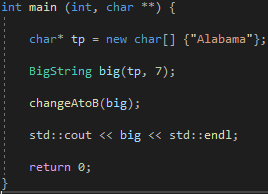 int main (int, char **) {
char* tp = new char[] {"Alabama"};
BigString big(tp, 7);
changeAtoB(big);
std::cout << big << std::endl;
return 0;
}